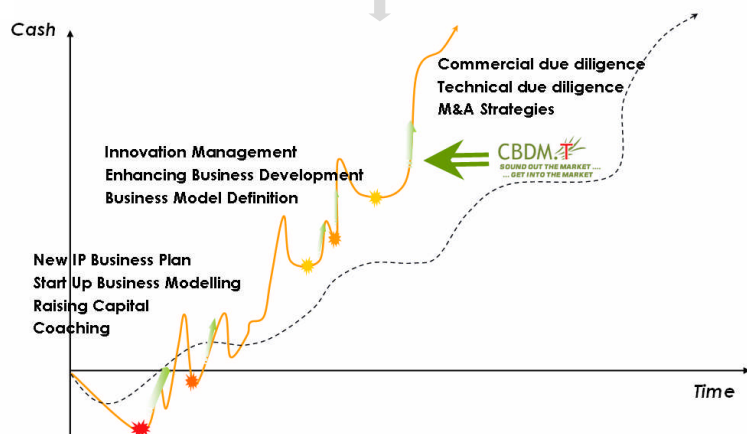 Cash
Commercial due diligence
Technical due diligence
M&A Strategies
Innovation Management
Enhancing Business Development
Business Model Definition
CBDM.T
SOUND OUT THE MARKET ....
... GET INTO THE MARKET
New IP Business Plan
Start Up Business Modelling
Raising Capital
Coaching
Time